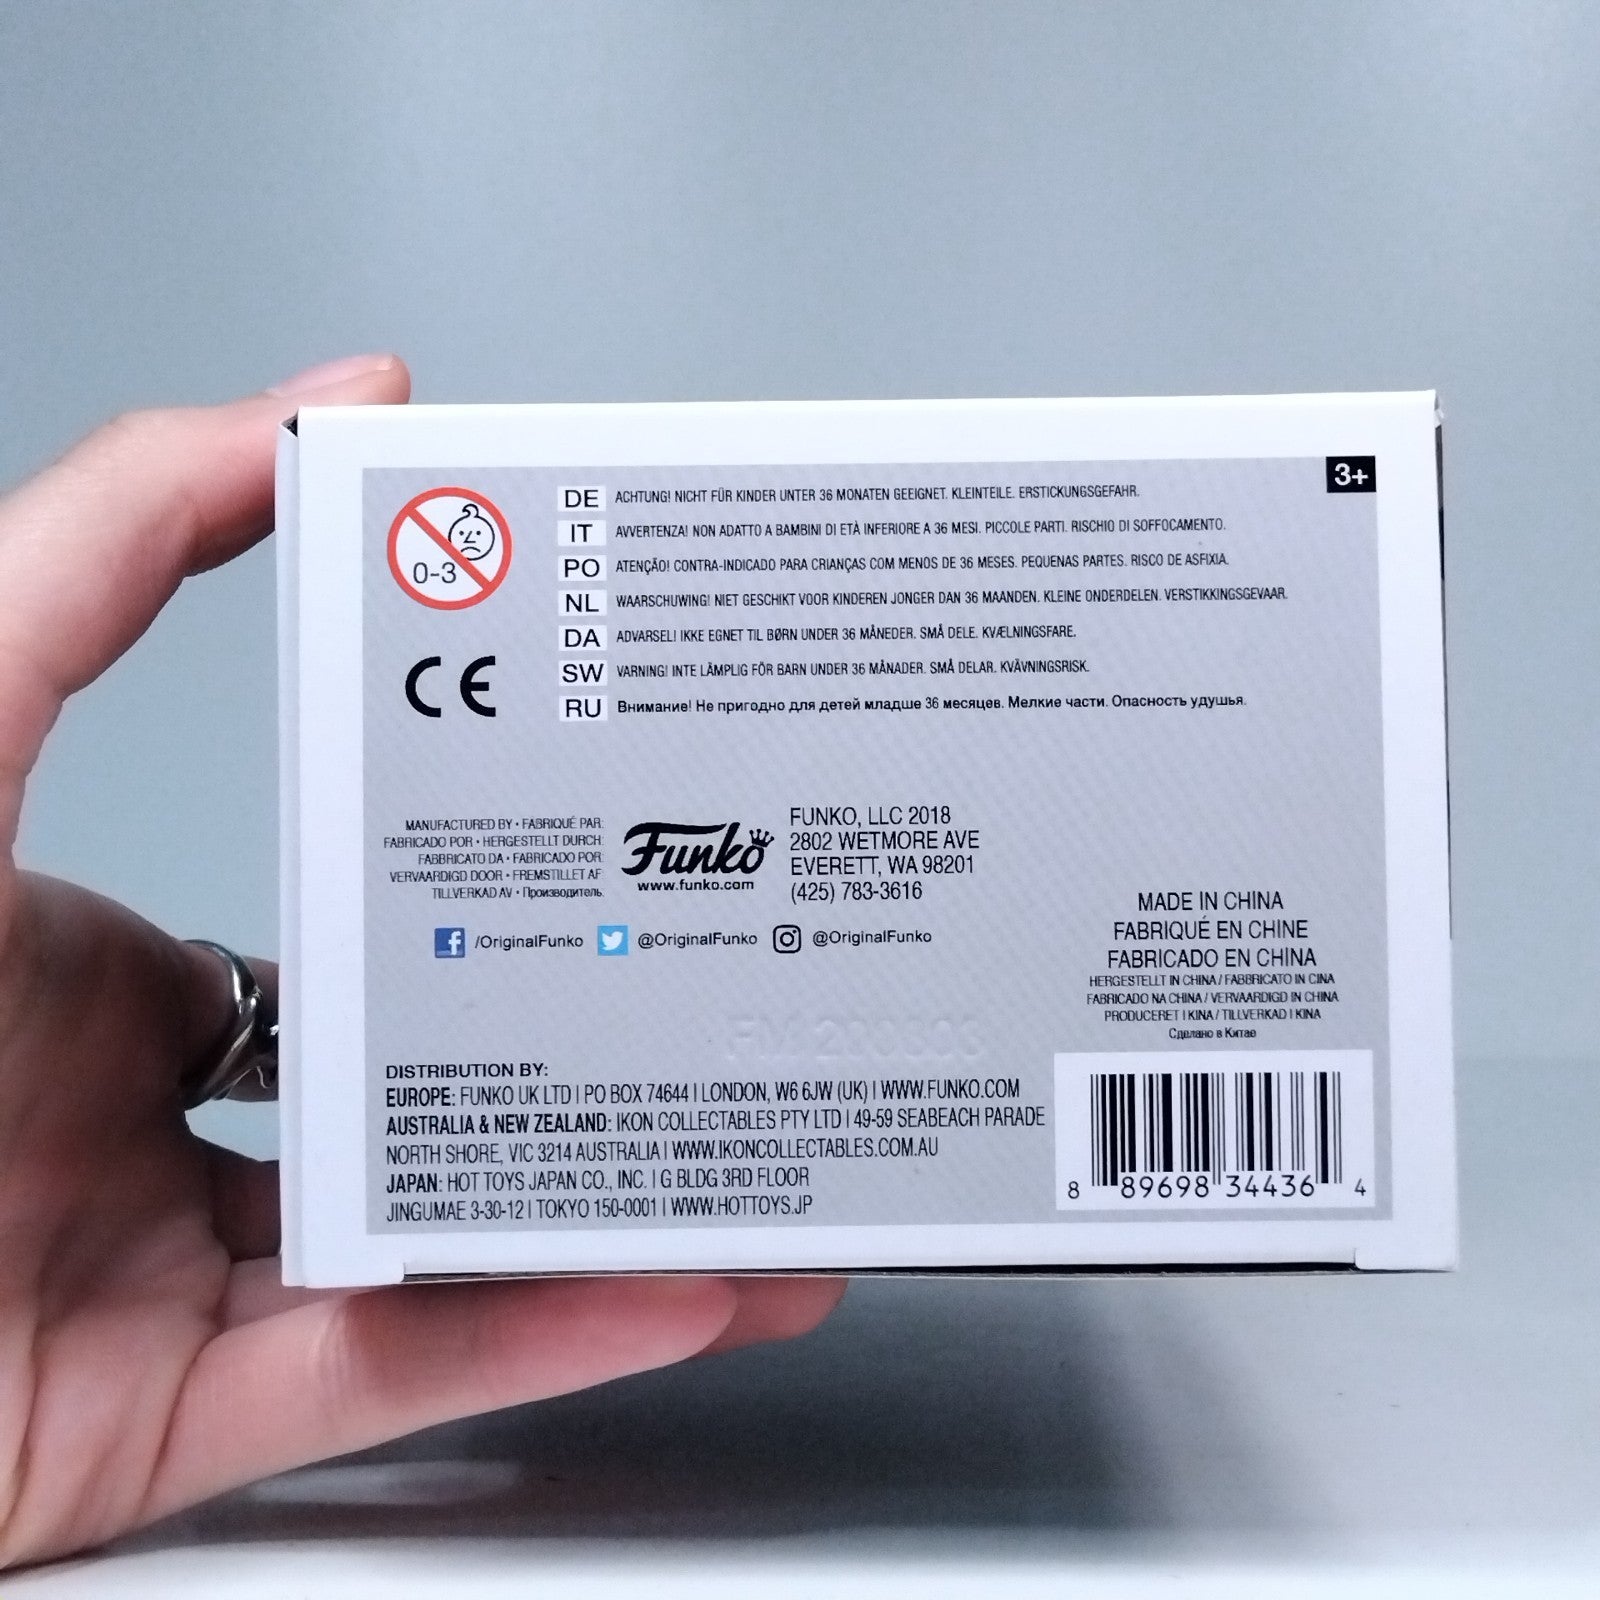 3+
0-3
CE
DE ACHTUNG! NICHT FÜR KINDER UNTER 36 MONATEN GEEIGNET. KLEINTEILE. ERSTICKUNGSGEFAHR.
IT AVVERTENZA! NON ADATTO A BAMBINI DI ETÀ INFERIORE A 36 MESI. PICCOLE PARTI. RISCHIO DI SOFFOCAMENTO.
PO ATENÇÃO! CONTRA-INDICADO PARA CRIANÇAS COM MENOS DE 36 MESES. PEQUENAS PARTES. RISCO DE ASFIXIA.
NL WAARSCHUWING! NIET GESCHIKT VOOR KINDEREN JONGER DAN 36 MAANDEN. KLEINE ONDERDELEN. VERSTIKKINGSGEVAAR.
DA ADVARSEL! IKKE EGNET TIL BØRN UNDER 36 MÅNEDER. SMÅ DELE. KVÆLNINGSFARE.
SW VARNING! INTE LÄMPLIG FÖR BARN UNDER 36 MÅNADER. SMÅ DELAR. KVÄVNINGSRISK.
RU Внимание! Не пригодно для детей младше 36 месяцев. Мелкие части. Опасность удушья.
MANUFACTURED BY • FABRIQUÉ PAR:
FABRICADO POR • HERGESTELLT DURCH:
FABBRICATO DA • FABRICADO POR:
VERVAARDIGD DOOR • FREMSTILLET AF:
TILLVERKAD AV • Производитель:
Funko
www.funko.com
FUNKO, LLC 2018
2802 WETMORE AVE
EVERETT, WA 98201
(425) 783-3616
/OriginalFunko @OriginalFunko @OriginalFunko
MADE IN CHINA
FABRIQUÉ EN CHINE
FABRICADO EN CHINA
HERGESTELLT IN CHINA / FABBRICATO IN CINA
FABRICADO NA CHINA / VERVAARDIGD IN CHINA
PRODUCERET I KINA / TILLVERKAD I KINA
Сделано в Китае
DISTRIBUTION BY:
EUROPE: FUNKO UK LTD | PO BOX 74644 | LONDON, W6 6JW (UK) | WWW.FUNKO.COM
AUSTRALIA & NEW ZEALAND: IKON COLLECTABLES PTY LTD | 49-59 SEABEACH PARADE
NORTH SHORE, VIC 3214 AUSTRALIA | WWW.IKONCOLLECTABLES.COM.AU
JAPAN: HOT TOYS JAPAN CO., INC. | G BLDG 3RD FLOOR
JINGUMAE 3-30-12 | TOKYO 150-0001 | WWW.HOTTOYS.JP
8 89698 34436 4